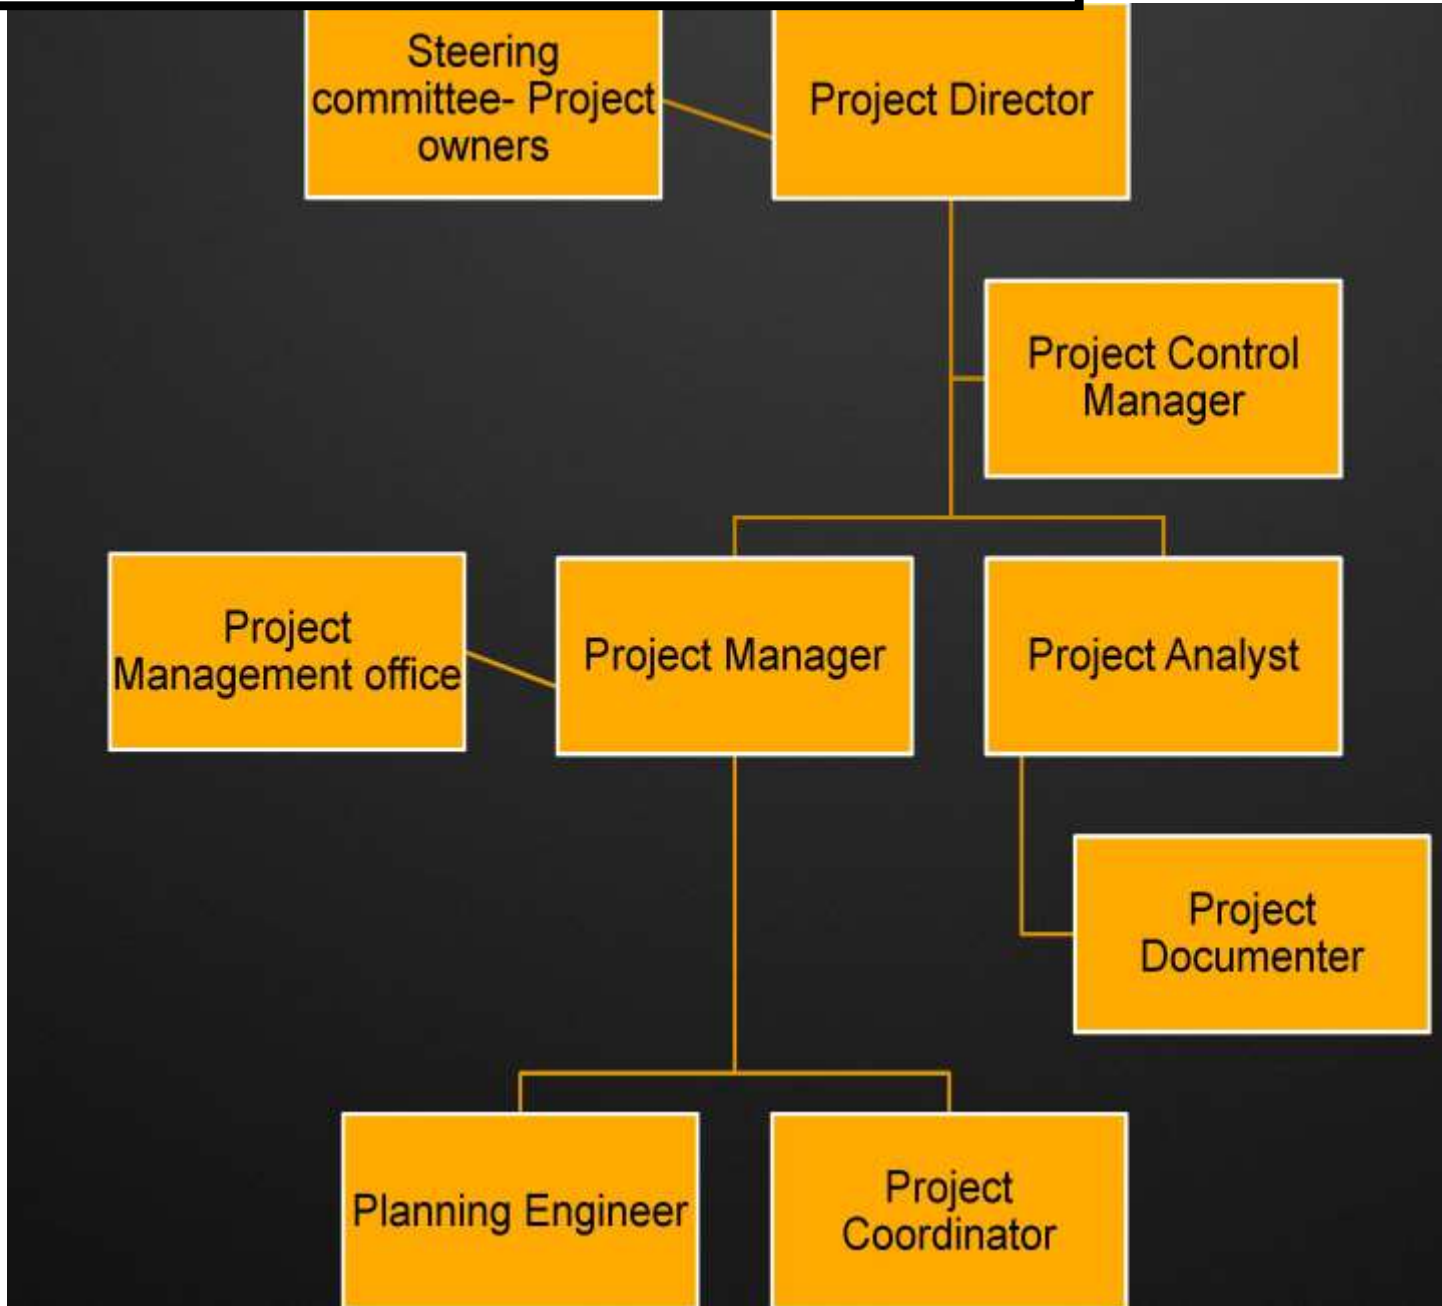 Steering
committee- Project
owners
Project Director
Project Control
Manager
Project
Management office
Project Manager
Project Analyst
Project
Documenter
Planning Engineer
Project
Coordinator